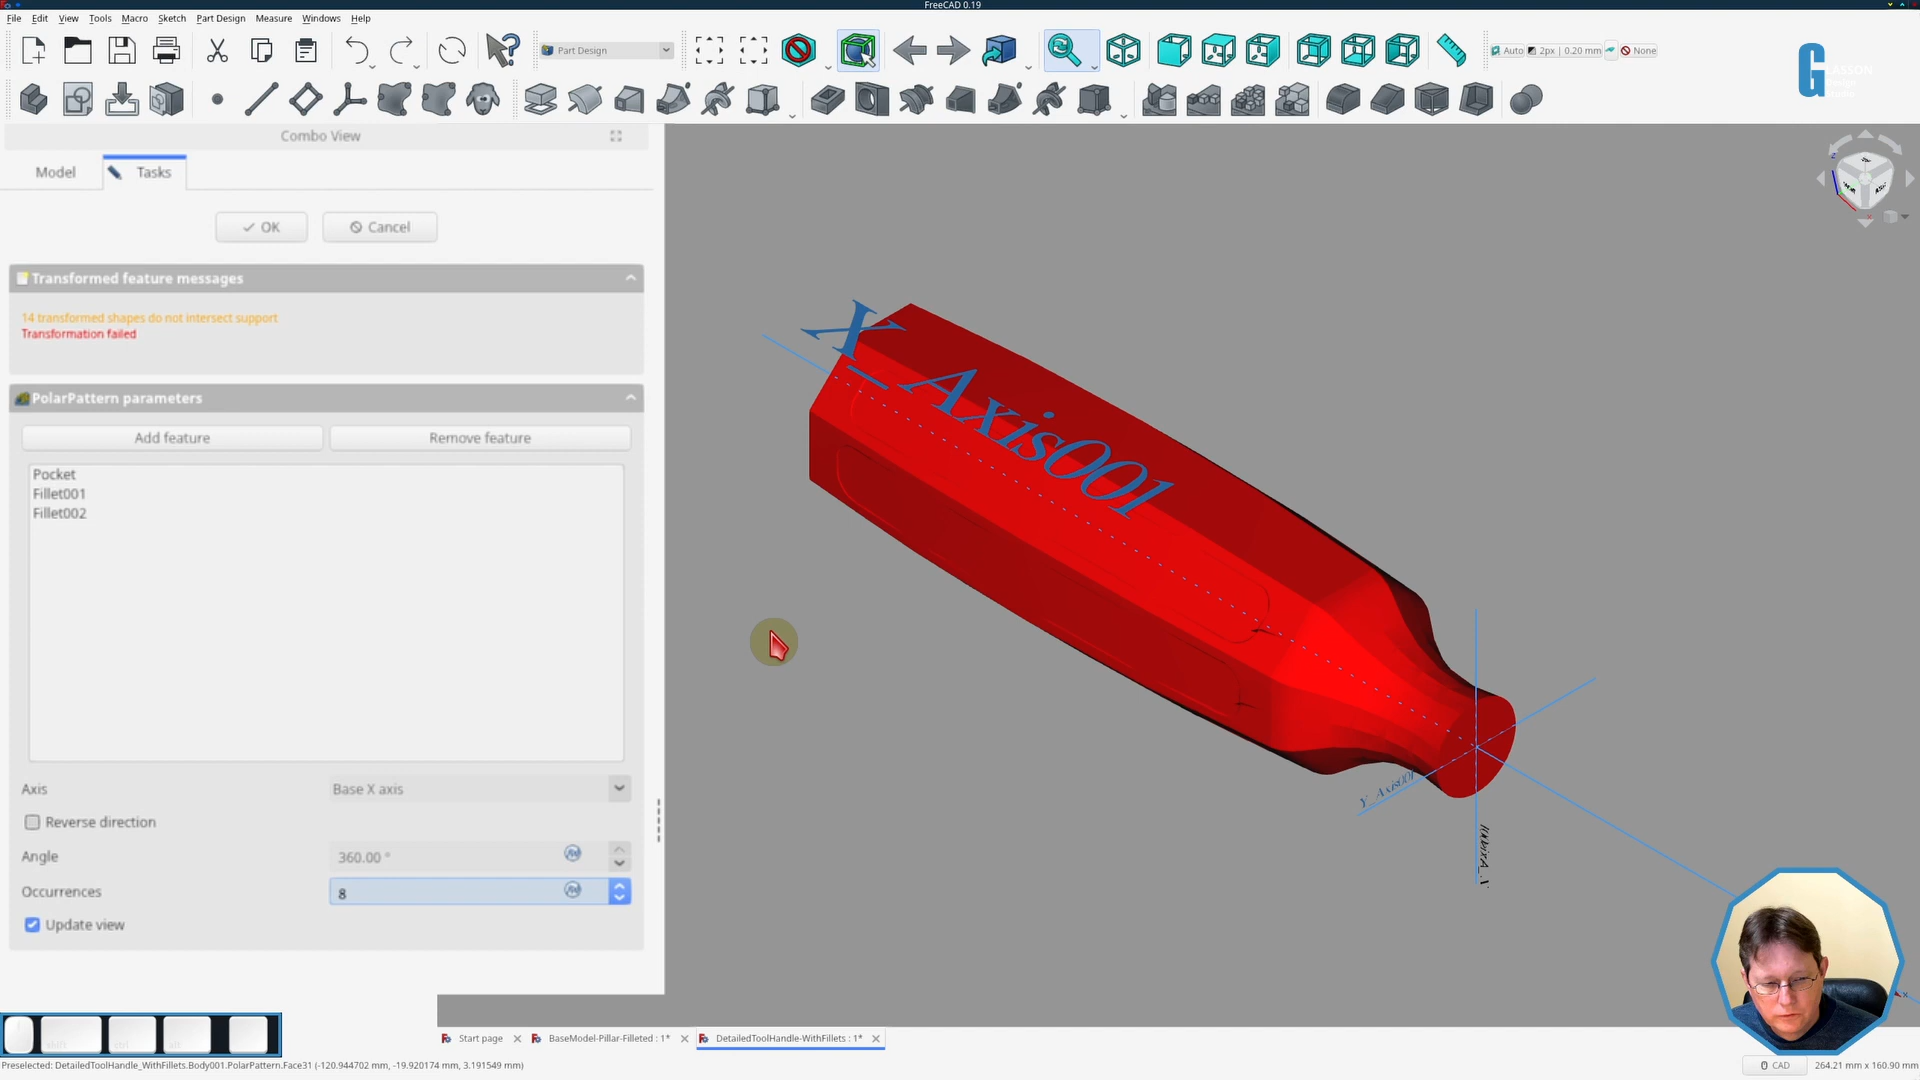 FreeCAD 0.19
File Edit View Tools Macro Sketch Part Design Measure Windows Help
Part Design
Auto 2px | 0.20 mm None
Combo View
Model Tasks
OK Cancel
Transformed feature messages
14 transformed shapes do not intersect support
Transformation failed
PolarPattern parameters
Add feature Remove feature
Pocket
Fillet001
Fillet002
Axis Base X axis
Reverse direction
Angle 360.00 °
Occurrences 8
Update view
X_Axis001
Y_Axis001
shift ctrl alt
Start page BaseModel-Pillar-Filleted : 1* DetailedToolHandle-WithFillets : 1*
Preselected: DetailedToolHandle_WithFillets.Body001.PolarPattern.Face31 (-120.944702 mm, -19.920174 mm, 3.191549 mm)
CAD 264.21 mm x 160.90 mm